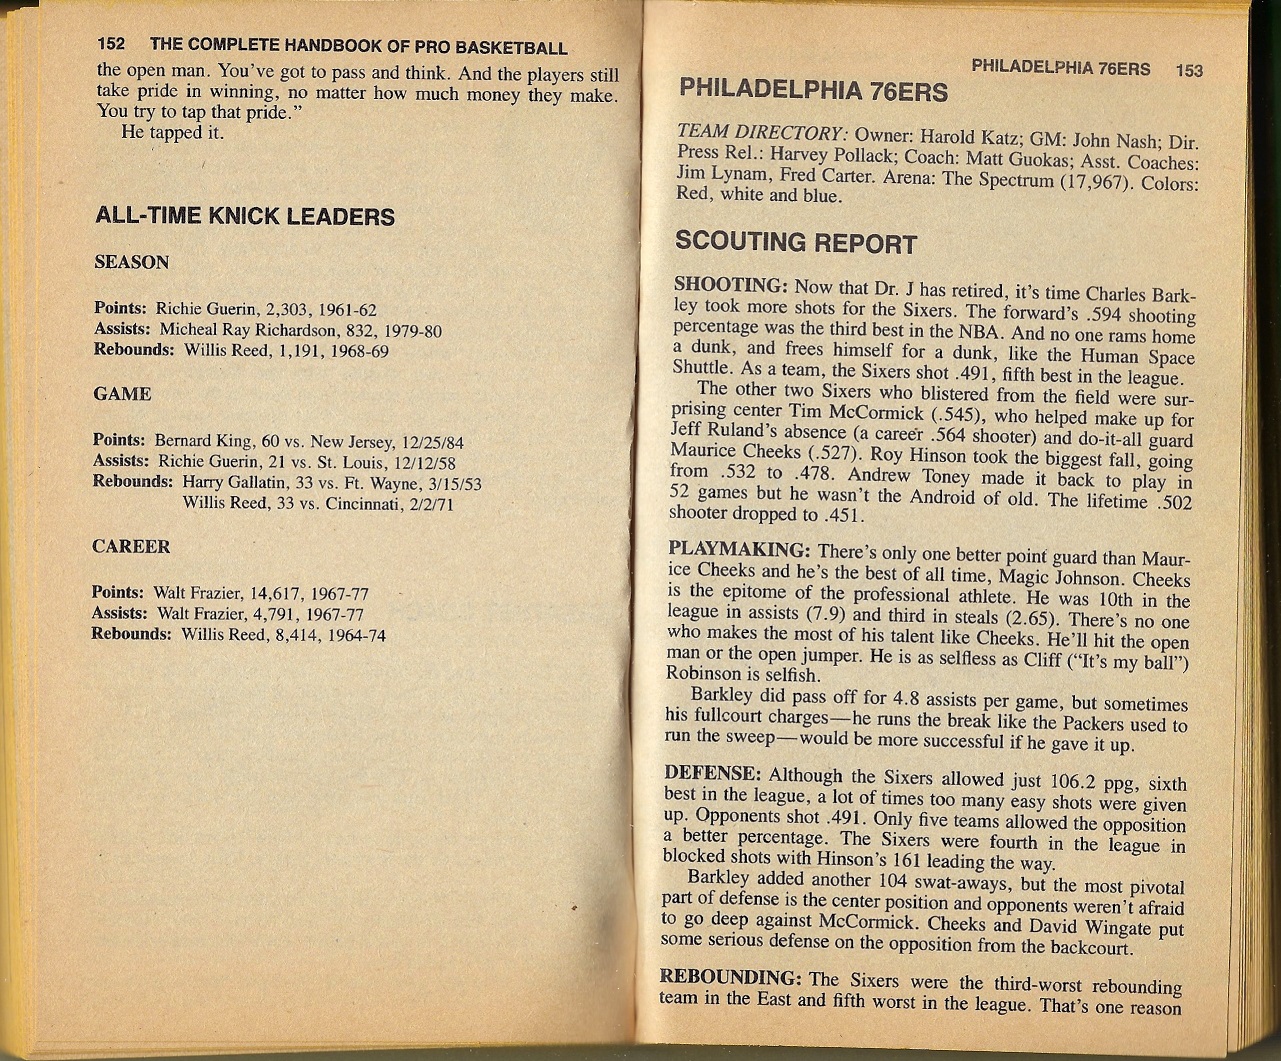 152 THE COMPLETE HANDBOOK OF PRO BASKETBALL
the open man. You've got to pass and think. And the players still
take pride in winning, no matter how much money they make.
You try to tap that pride."
He tapped it.
ALL-TIME KNICK LEADERS
SEASON
Points: Richie Guerin, 2,303, 1961-62
Assists: Micheal Ray Richardson, 832, 1979-80
Rebounds: Willis Reed, 1,191, 1968-69
GAME
Points: Bernard King, 60 vs. New Jersey, 12/25/84
Assists: Richie Guerin, 21 vs. St. Louis, 12/12/58
Rebounds: Harry Gallatin, 33 vs. Ft. Wayne, 3/15/53
Willis Reed, 33 vs. Cincinnati, 2/2/71
CAREER
Points: Walt Frazier, 14,617, 1967-77
Assists: Walt Frazier, 4,791, 1967-77
Rebounds: Willis Reed, 8,414, 1964-74
PHILADELPHIA 76ERS 153
PHILADELPHIA 76ERS
TEAM DIRECTORY: Owner: Harold Katz; GM: John Nash; Dir.
Press Rel.: Harvey Pollack; Coach: Matt Guokas; Asst. Coaches:
Jim Lynam, Fred Carter. Arena: The Spectrum (17,967). Colors:
Red, white and blue.
SCOUTING REPORT
SHOOTING: Now that Dr. J has retired, it's time Charles Bark-
ley took more shots for the Sixers. The forward's .594 shooting
percentage was the third best in the NBA. And no one rams home
a dunk, and frees himself for a dunk, like the Human Space
Shuttle. As a team, the Sixers shot .491, fifth best in the league.
The other two Sixers who blistered from the field were sur-
prising center Tim McCormick (.545), who helped make up for
Jeff Ruland's absence (a career .564 shooter) and do-it-all guard
Maurice Cheeks (.527). Roy Hinson took the biggest fall, going
from .532 to .478. Andrew Toney made it back to play in
52 games but he wasn't the Android of old. The lifetime .502
shooter dropped to .451.
PLAYMAKING: There's only one better point guard than Maur-
ice Cheeks and he's the best of all time, Magic Johnson. Cheeks
is the epitome of the professional athlete. He was 10th in the
league in assists (7.9) and third in steals (2.65). There's no one
who makes the most of his talent like Cheeks. He'll hit the open
man or the open jumper. He is as selfless as Cliff ("It's my ball")
Robinson is selfish.
Barkley did pass off for 4.8 assists per game, but sometimes
his fullcourt charges—he runs the break like the Packers used to
run the sweep—would be more successful if he gave it up.
DEFENSE: Although the Sixers allowed just 106.2 ppg, sixth
best in the league, a lot of times too many easy shots were given
up. Opponents shot .491. Only five teams allowed the opposition
a better percentage. The Sixers were fourth in the league in
blocked shots with Hinson's 161 leading the way.
Barkley added another 104 swat-aways, but the most pivotal
part of defense is the center position and opponents weren't afraid
to go deep against McCormick. Cheeks and David Wingate put
some serious defense on the opposition from the backcourt.
REBOUNDING: The Sixers were the third-worst rebounding
team in the East and fifth worst in the league. That's one reason